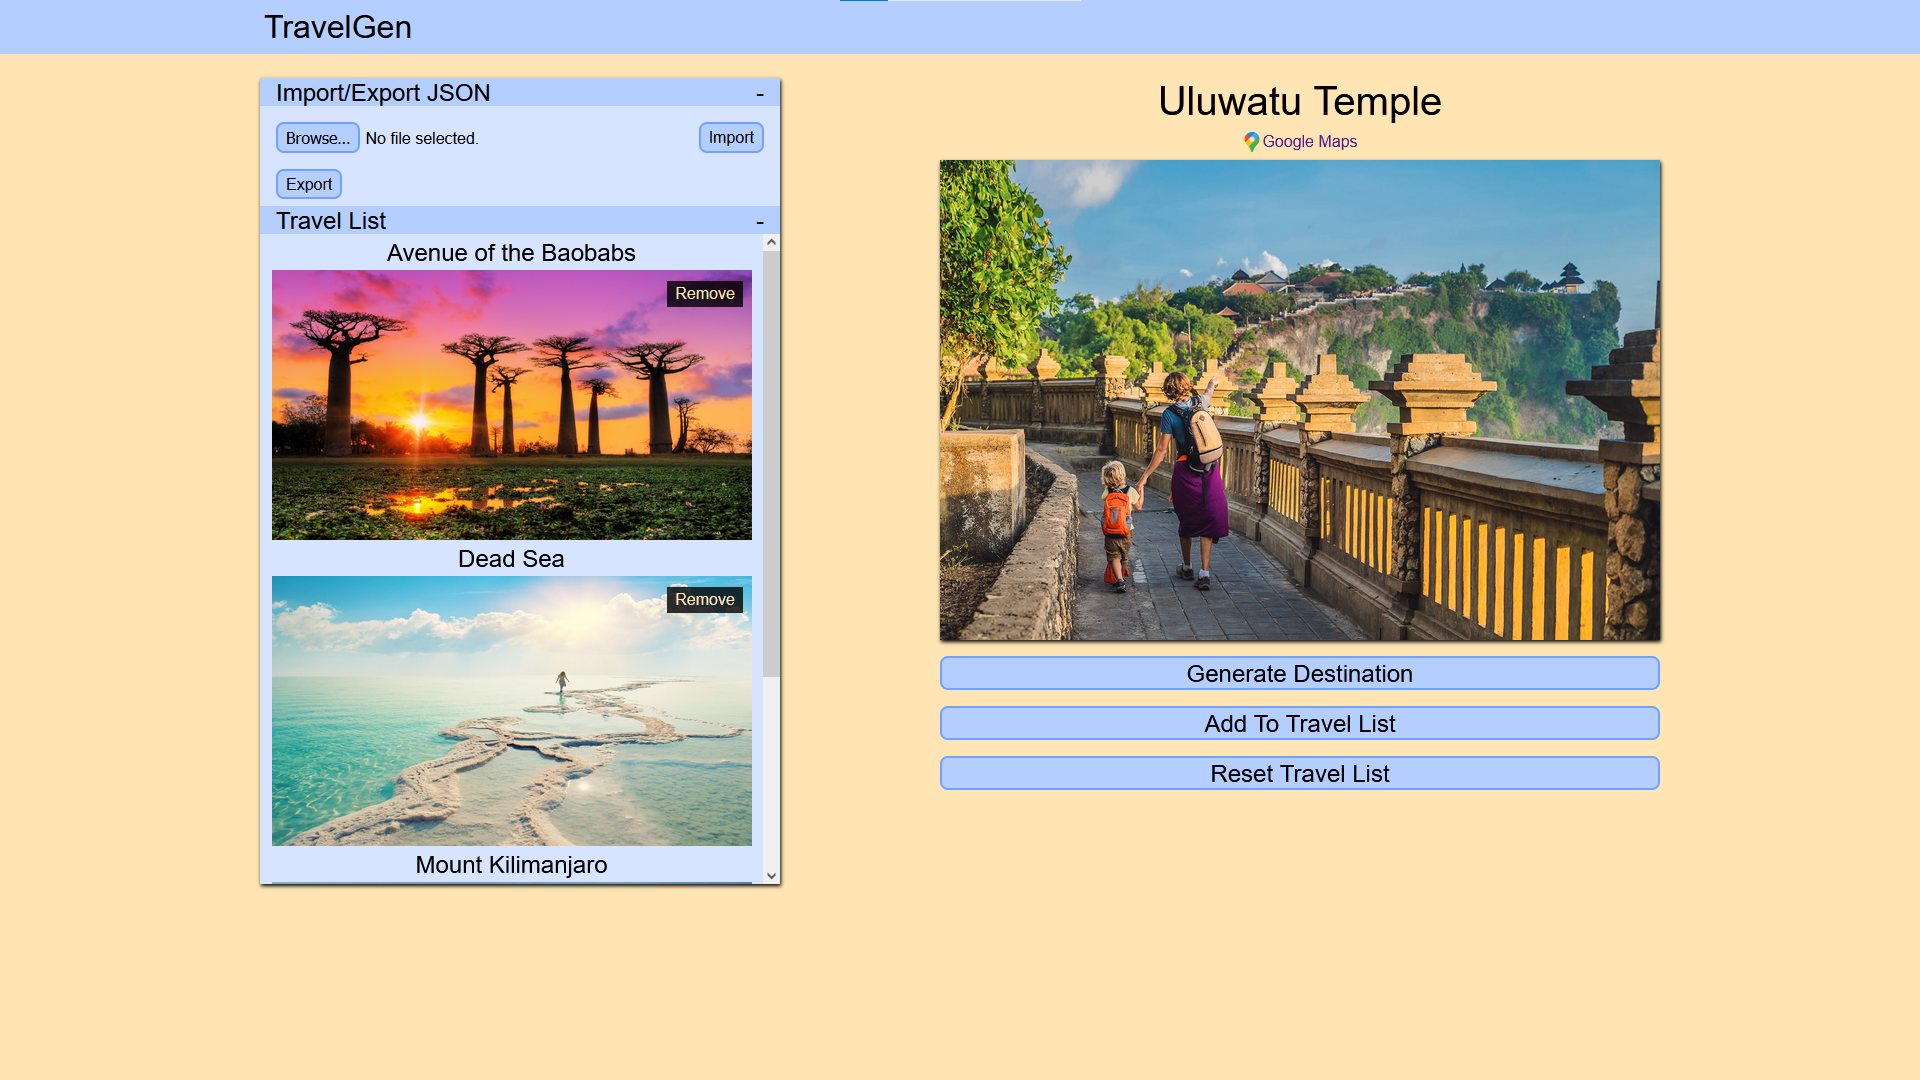 TravelGen
Import/Export JSON -
Browse... No file selected. Import
Export
Travel List -
Avenue of the Baobabs
Remove
Dead Sea
Remove
Mount Kilimanjaro
Uluwatu Temple
Google Maps
Generate Destination
Add To Travel List
Reset Travel List